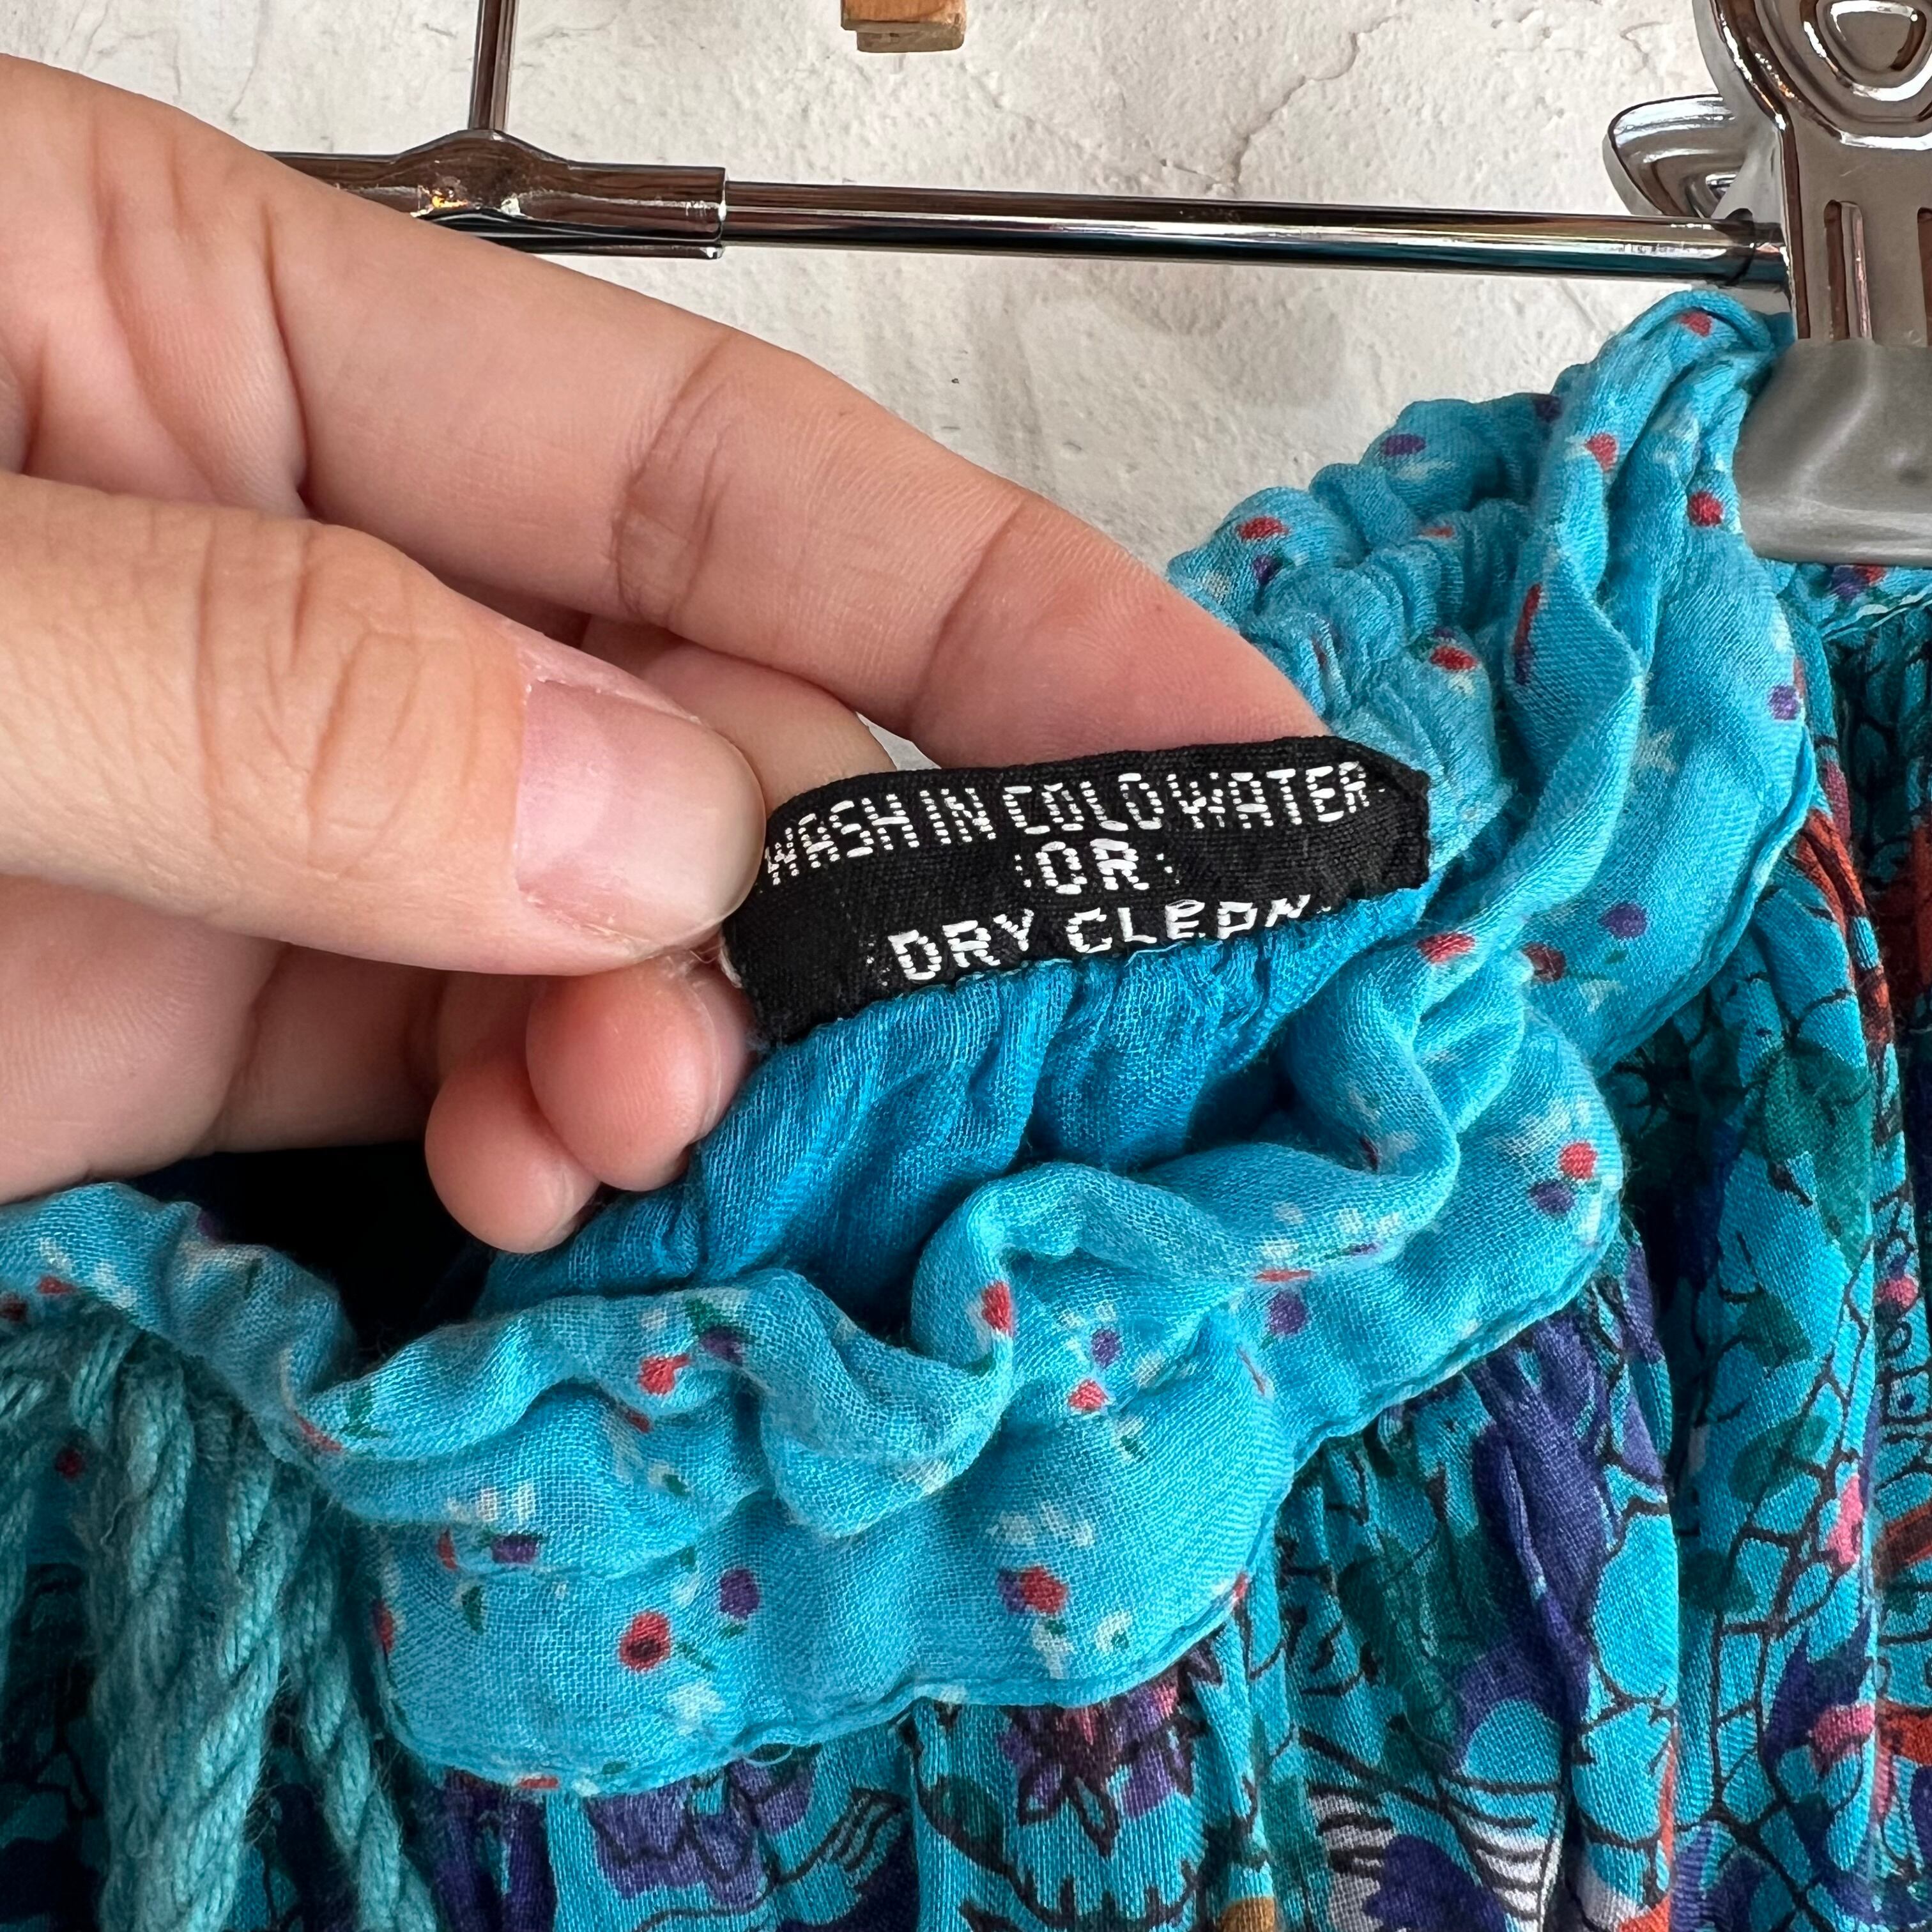 WASH IN COLD WATER
OR
DRY CLEAN